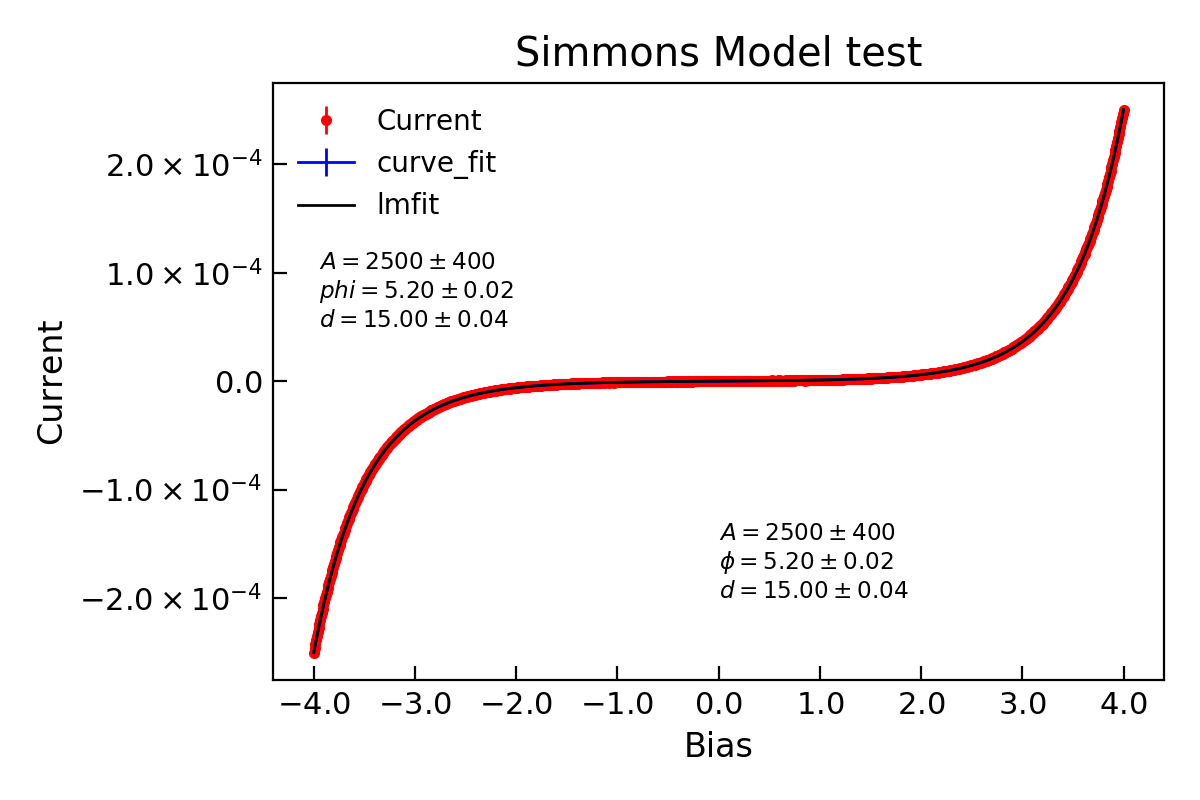 Simmons Model test
Current
curve_fit
lmfit
A = 2500 ± 400
phi = 5.20 ± 0.02
d = 15.00 ± 0.04
A = 2500 ± 400
ϕ = 5.20 ± 0.02
d = 15.00 ± 0.04
2.0 × 10⁻⁴
1.0 × 10⁻⁴
0.0
−1.0 × 10⁻⁴
−2.0 × 10⁻⁴
Current
−4.0 −3.0 −2.0 −1.0 0.0 1.0 2.0 3.0 4.0
Bias